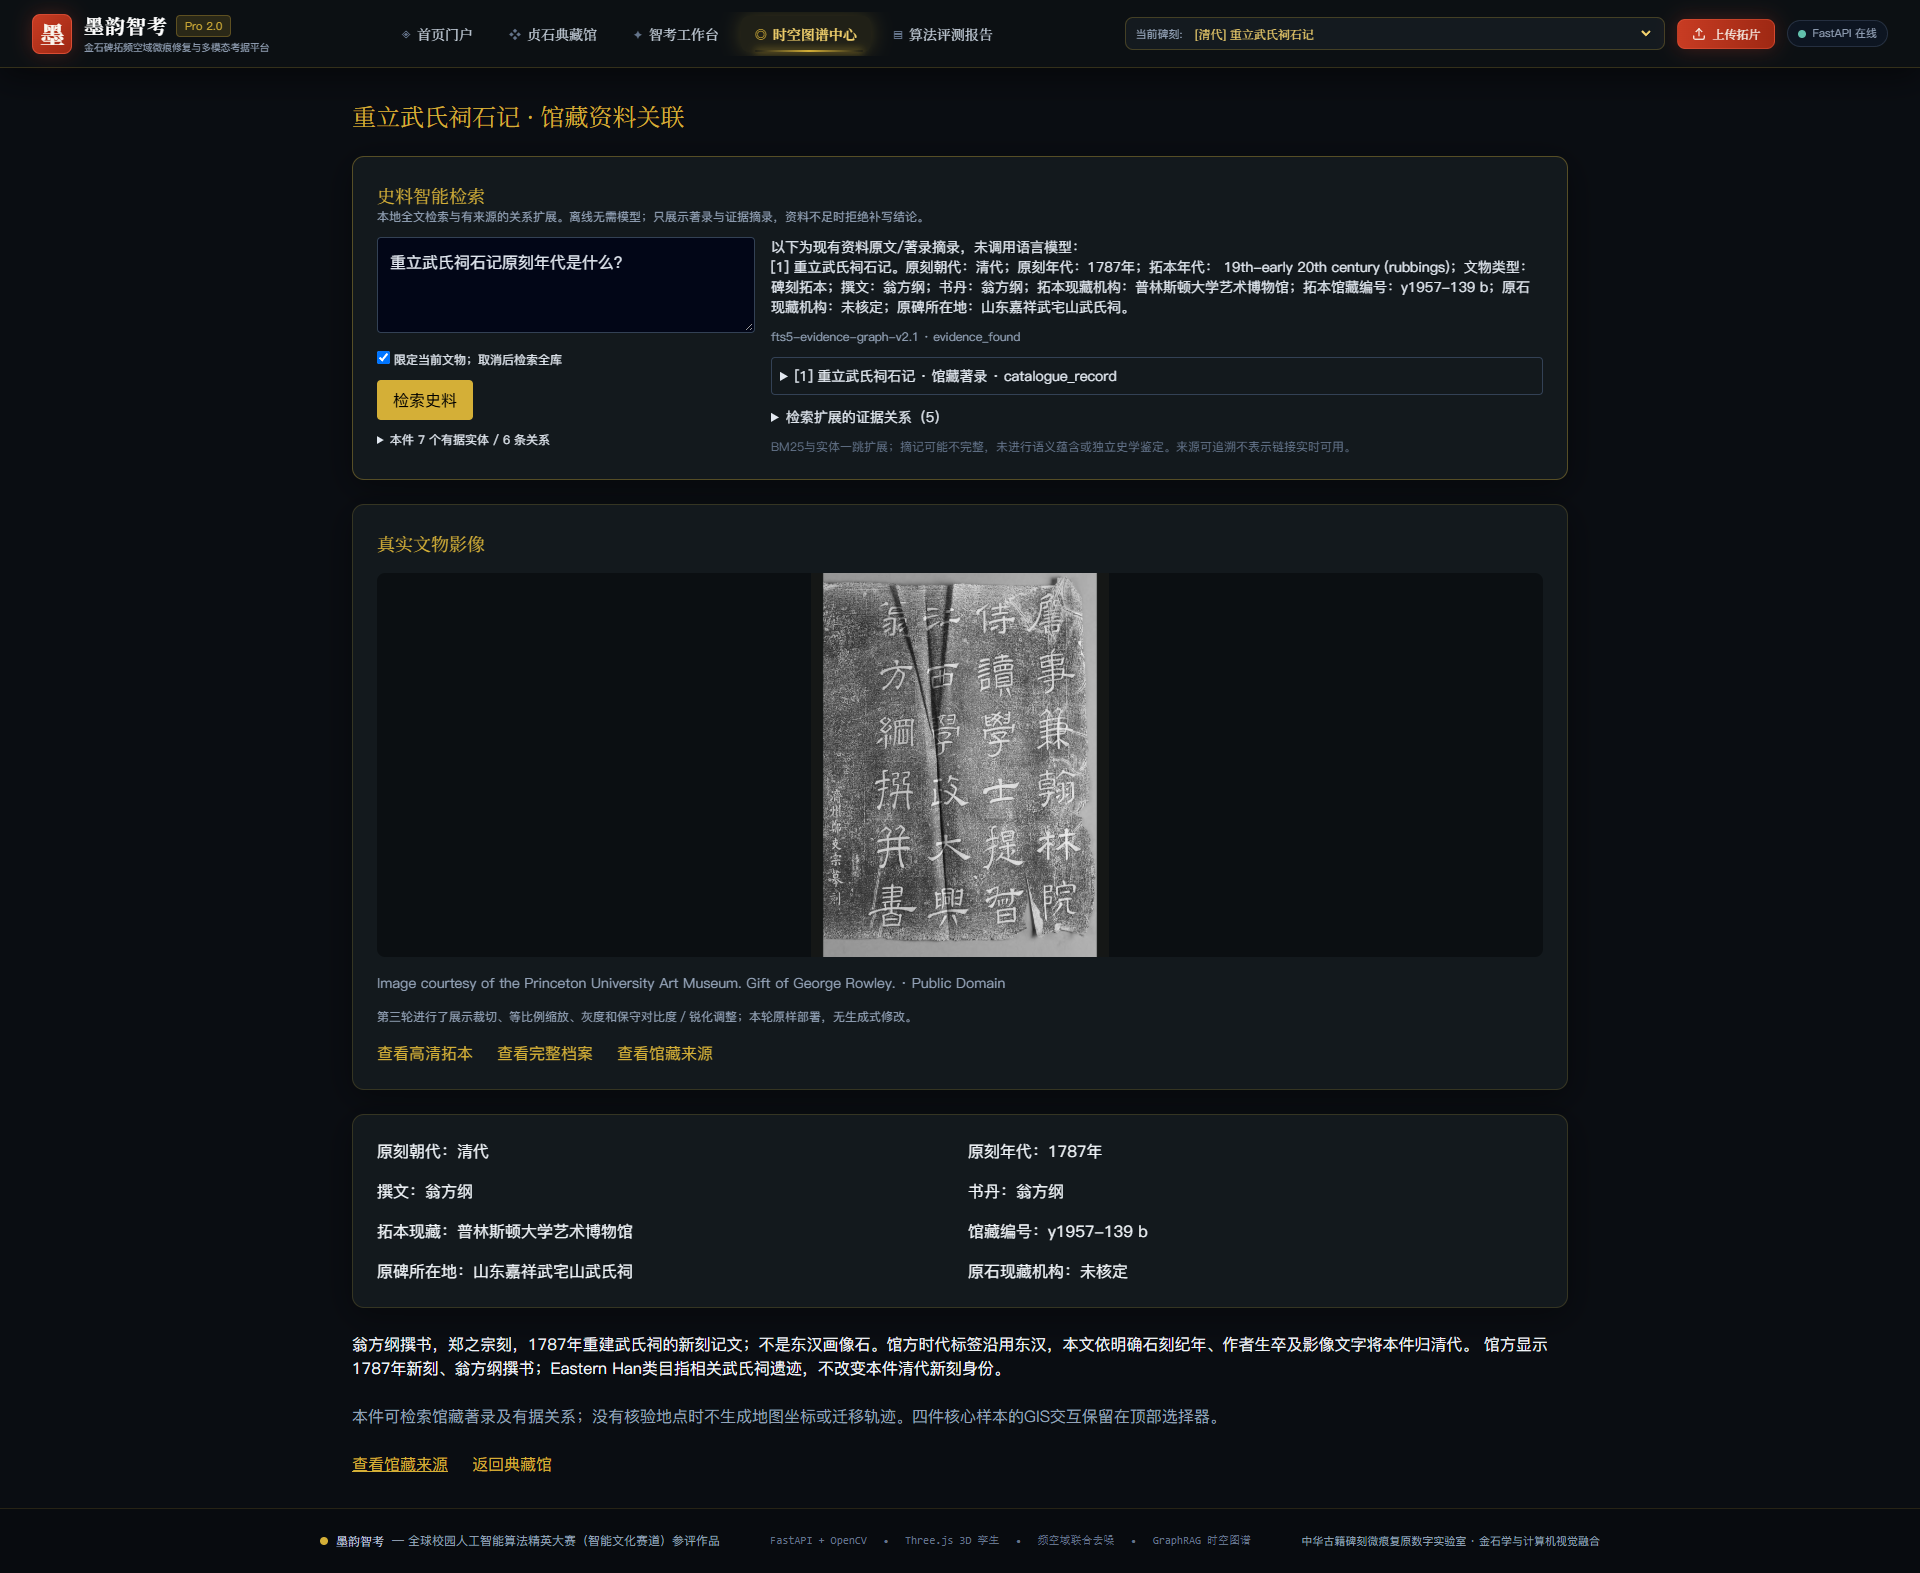 墨
墨韵智考 Pro 2.0
金石碑拓频空域微痕修复与多模态考据平台
首页门户
贞石典藏馆
智考工作台
时空图谱中心
算法评测报告
当前碑刻： [清代] 重立武氏祠石记
上传拓片
FastAPI 在线
重立武氏祠石记 · 馆藏资料关联
史料智能检索
本地全文检索与有来源的关系扩展。离线无需模型；只展示著录与证据摘录，资料不足时拒绝补写结论。
重立武氏祠石记原刻年代是什么？
限定当前文物；取消后检索全库
检索史料
本件 7 个有据实体 / 6 条关系
以下为现有资料原文/著录摘录，未调用语言模型：
[1] 重立武氏祠石记。原刻朝代：清代；原刻年代：1787年；拓本年代： 19th-early 20th century (rubbings)；文物类型：
碑刻拓本；撰文：翁方纲；书丹：翁方纲；拓本现藏机构：普林斯顿大学艺术博物馆；拓本馆藏编号：y1957-139 b；原石
现藏机构：未核定；原碑所在地：山东嘉祥武宅山武氏祠。
fts5-evidence-graph-v2.1 · evidence_found
[1] 重立武氏祠石记 · 馆藏著录 · catalogue_record
检索扩展的证据关系（5）
BM25与实体一跳扩展；摘记可能不完整，未进行语义蕴含或独立史学鉴定。来源可追溯不表示链接实时可用。
真实文物影像
詹事兼翰林院
侍讀學士提督
江西學政大興
翁方綱撰并書
Image courtesy of the Princeton University Art Museum. Gift of George Rowley. · Public Domain
第三轮进行了展示裁切、等比例缩放、灰度和保守对比度 / 锐化调整；本轮原样部署，无生成式修改。
查看高清拓本
查看完整档案
查看馆藏来源
原刻朝代：清代
原刻年代：1787年
撰文：翁方纲
书丹：翁方纲
拓本现藏：普林斯顿大学艺术博物馆
馆藏编号：y1957-139 b
原碑所在地：山东嘉祥武宅山武氏祠
原石现藏机构：未核定
翁方纲撰书，郑之宗刻，1787年重建武氏祠的新刻记文；不是东汉画像石。馆方时代标签沿用东汉，本文依明确石刻纪年、作者生卒及影像文字将本件归清代。 馆方显示
1787年新刻、翁方纲撰书；Eastern Han类目指相关武氏祠遗迹，不改变本件清代新刻身份。
本件可检索馆藏著录及有据关系；没有核验地点时不生成地图坐标或迁移轨迹。四件核心样本的GIS交互保留在顶部选择器。
查看馆藏来源
返回典藏馆
墨韵智考 — 全球校园人工智能算法精英大赛（智能文化赛道）参评作品
FastAPI + OpenCV • Three.js 3D 孪生 • 频空域联合去噪 • GraphRAG 时空图谱
中华古籍碑刻微痕复原数字实验室 · 金石学与计算机视觉融合